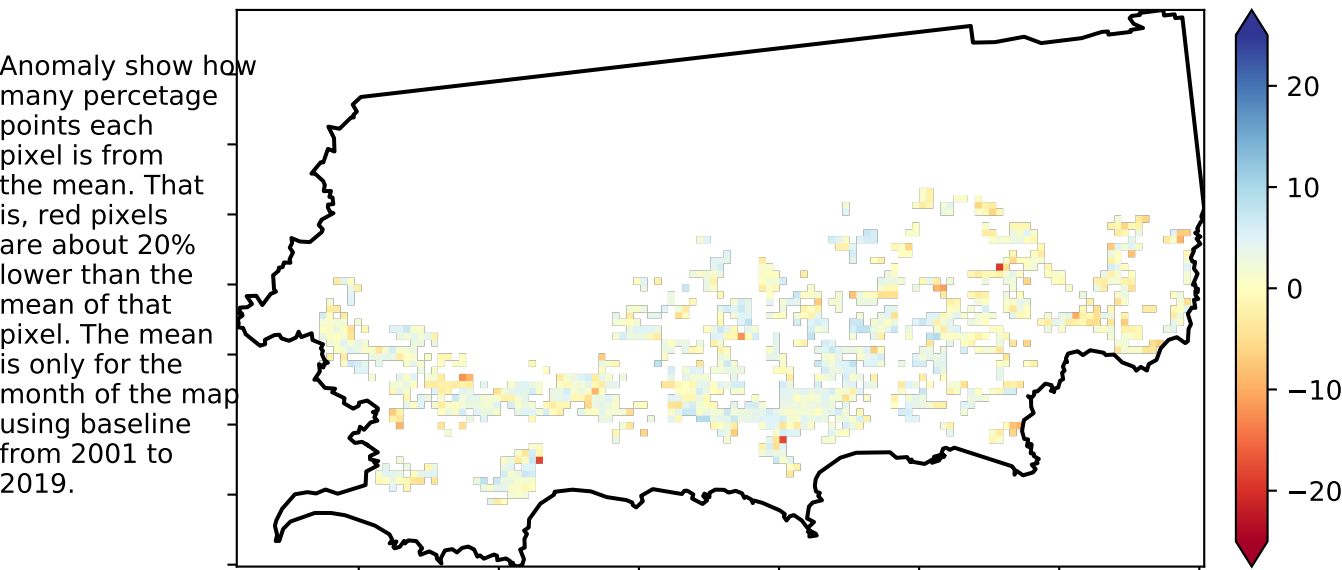 Anomaly show how
many percetage
points each
pixel is from
the mean. That
is, red pixels
are about 20%
lower than the
mean of that
pixel. The mean
is only for the
month of the map
using baseline
from 2001 to
2019.
20
10
0
−10
−20